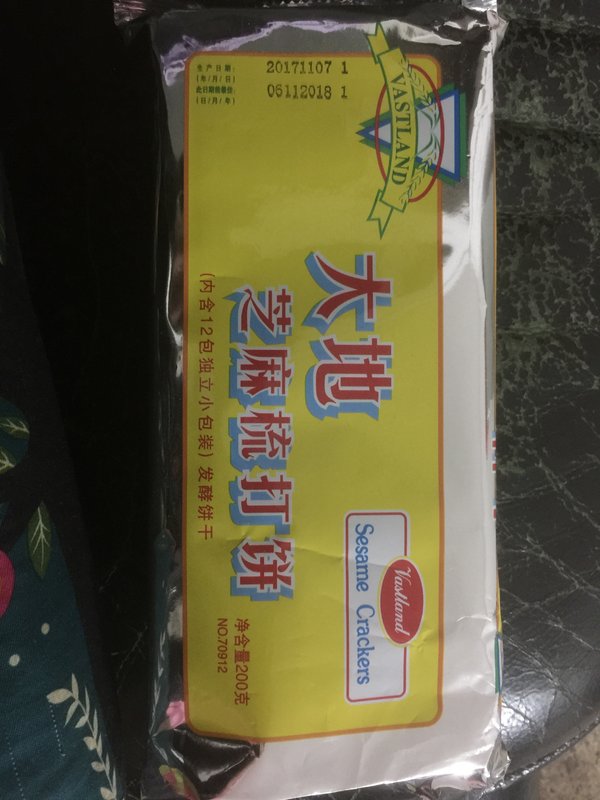 生产日期:
(年/月/日)
20171107 1
此日期前最佳:
(日/月/年)
06112018 1
VASTLAND
大地
芝麻梳打饼
(内含12包独立小包装) 发酵饼干
Vastland
Sesame Crackers
净含量200克
NO.70912